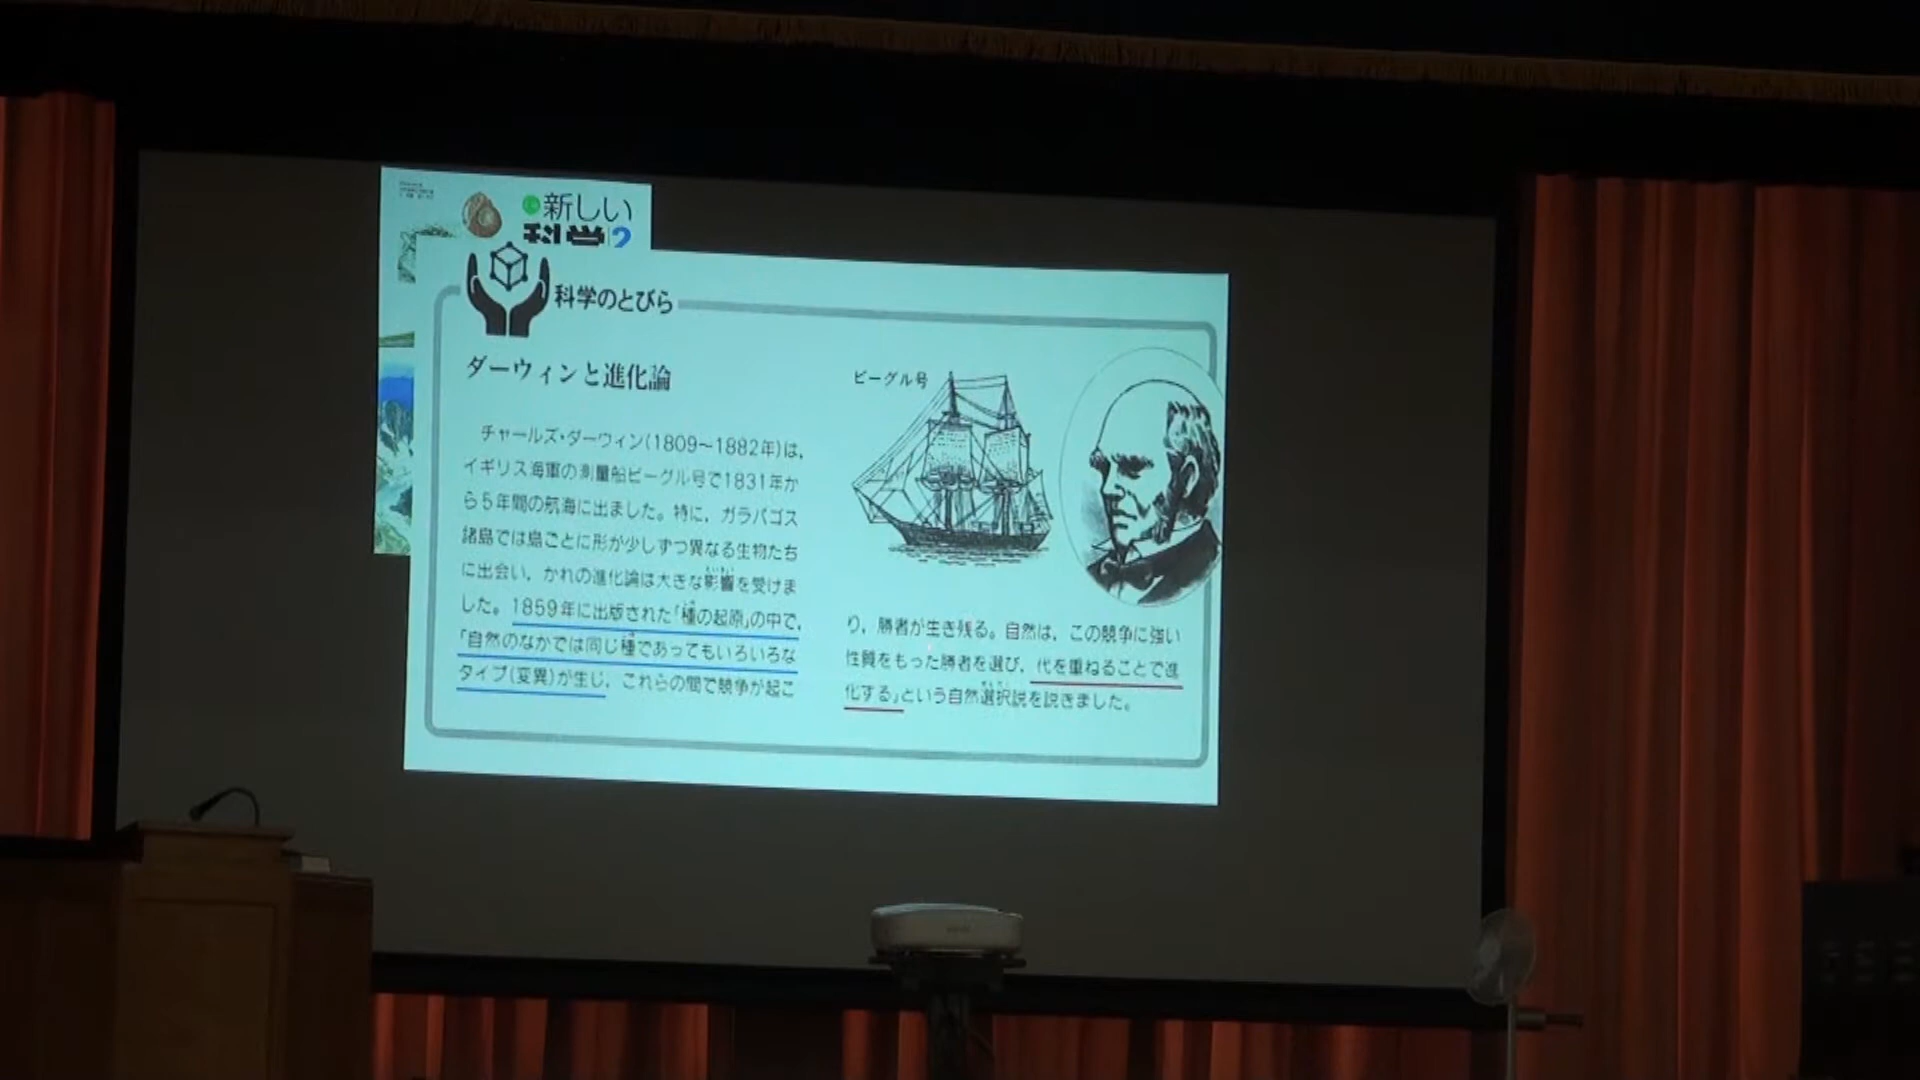 新しい
科学 2
科学のとびら
ダーウィンと進化論
チャールズ・ダーウィン(1809〜1882年)は,
イギリス海軍の測量船ビーグル号で1831年か
ら5年間の航海に出ました。特に,ガラパゴス
諸島では島ごとに形が少しずつ異なる生物たち
に出会い,かれの進化論は大きな影響を受けま
した。1859年に出版された「種の起原」の中で,
「自然のなかでは同じ種であってもいろいろな
タイプ(変異)が生じ,これらの間で競争が起こ
ビーグル号
り,勝者が生き残る。自然は,この競争に強い
性質をもった勝者を選び,代を重ねることで進
化する」という自然選択説を説きました。